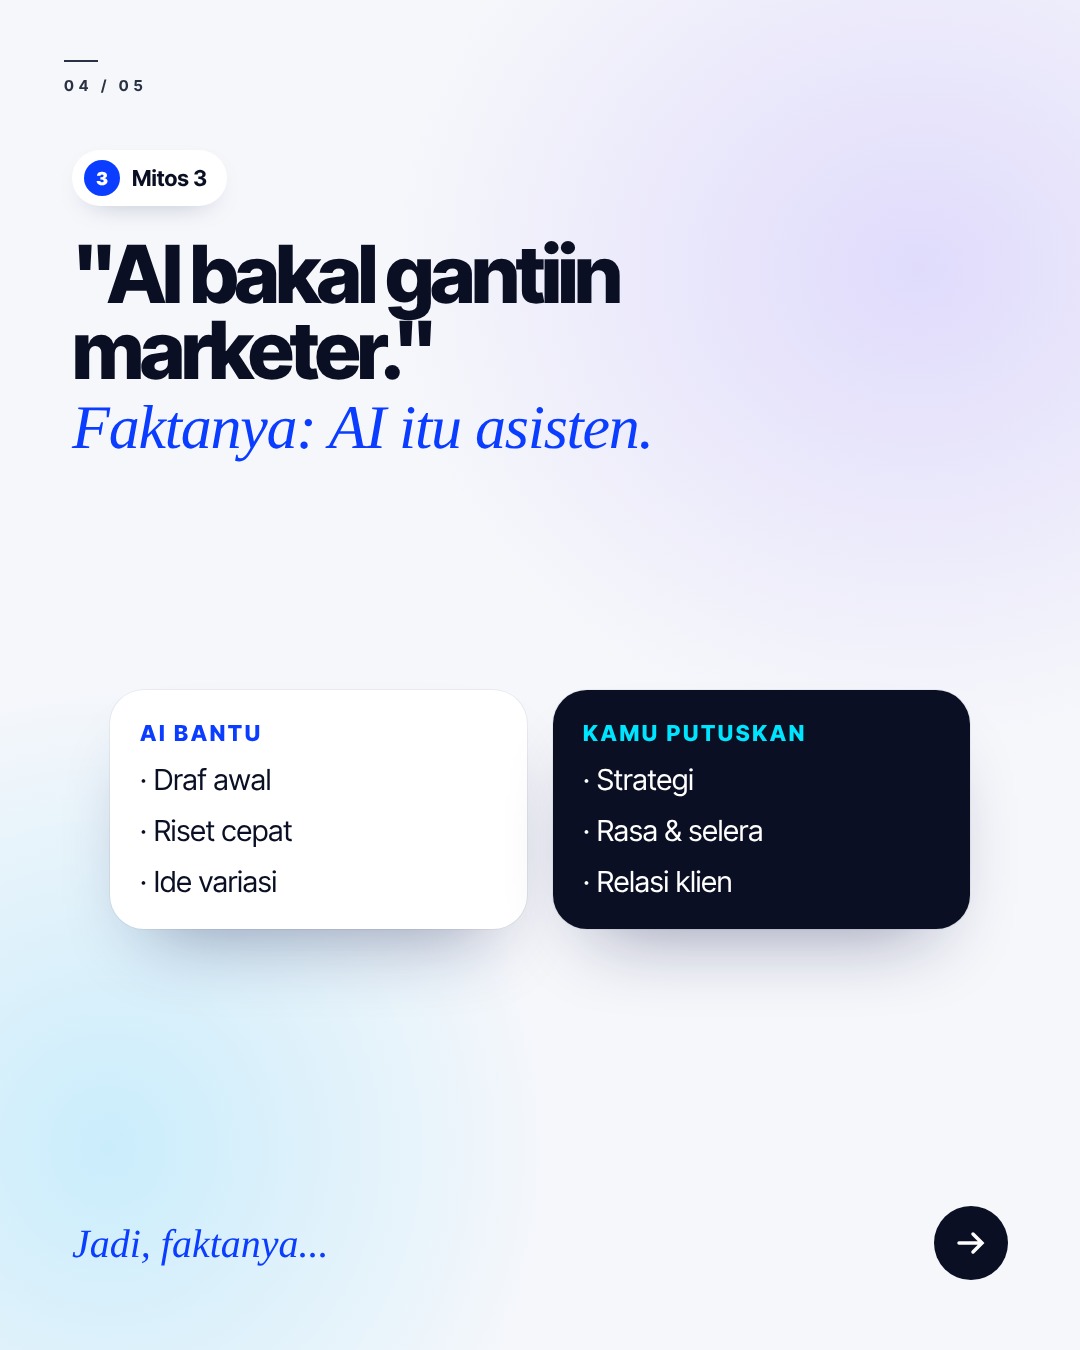 04 / 05
3 Mitos 3
"AI bakal gantiin
marketer."
Faktanya: AI itu asisten.
AI BANTU
· Draf awal
· Riset cepat
· Ide variasi
KAMU PUTUSKAN
· Strategi
· Rasa & selera
· Relasi klien
Jadi, faktanya...